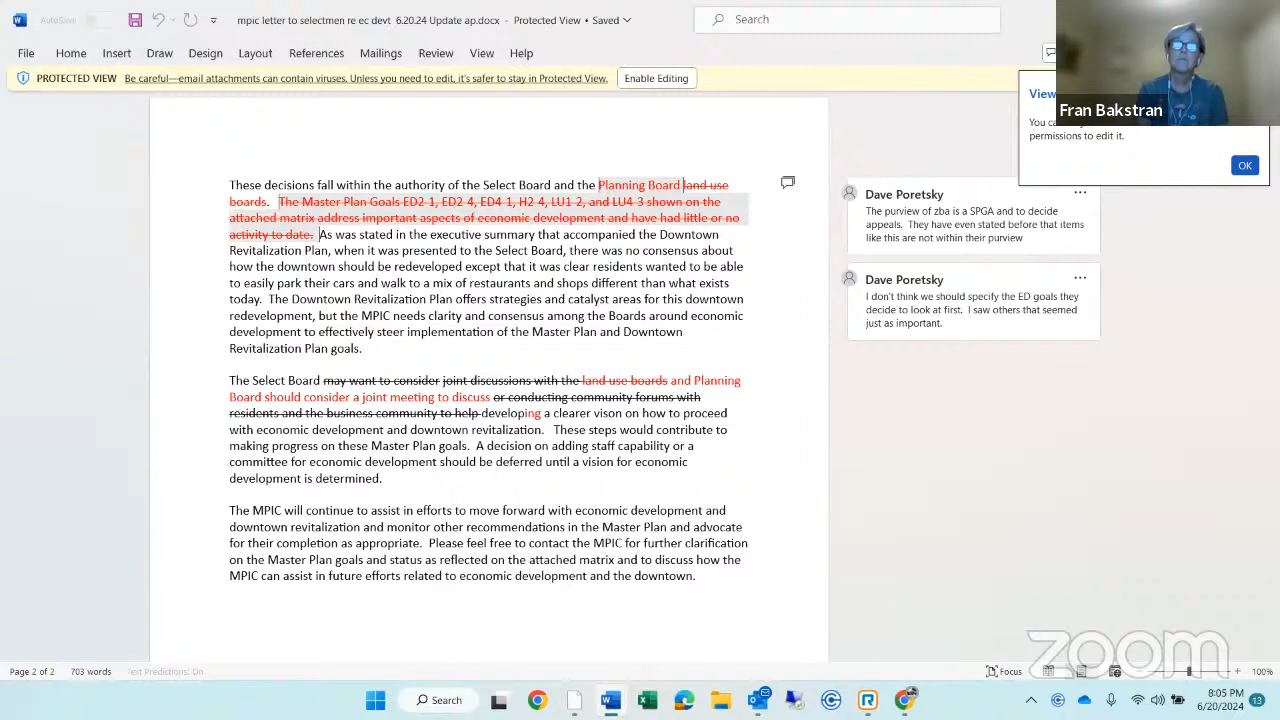 AutoSave
mpic letter to selectmen re ec devt 6.20.24 Update ap.docx - Protected View • Saved
Search
File Home Insert Draw Design Layout References Mailings Review View Help
PROTECTED VIEW Be careful—email attachments can contain viruses. Unless you need to edit, it's safer to stay in Protected View. Enable Editing
View
You ca
permissions to edit it.
OK
Fran Bakstran
These decisions fall within the authority of the Select Board and the Planning Board land use
boards. The Master Plan Goals ED2-1, ED2-4, ED4-1, H2-4, LU1-2, and LU4-3 shown on the
attached matrix address important aspects of economic development and have had little or no
activity to date. As was stated in the executive summary that accompanied the Downtown
Revitalization Plan, when it was presented to the Select Board, there was no consensus about
how the downtown should be redeveloped except that it was clear residents wanted to be able
to easily park their cars and walk to a mix of restaurants and shops different than what exists
today. The Downtown Revitalization Plan offers strategies and catalyst areas for this downtown
redevelopment, but the MPIC needs clarity and consensus among the Boards around economic
development to effectively steer implementation of the Master Plan and Downtown
Revitalization Plan goals.
The Select Board may want to consider joint discussions with the land use boards and Planning
Board should consider a joint meeting to discuss or conducting community forums with
residents and the business community to help developing a clearer vison on how to proceed
with economic development and downtown revitalization. These steps would contribute to
making progress on these Master Plan goals. A decision on adding staff capability or a
committee for economic development should be deferred until a vision for economic
development is determined.
The MPIC will continue to assist in efforts to move forward with economic development and
downtown revitalization and monitor other recommendations in the Master Plan and advocate
for their completion as appropriate. Please feel free to contact the MPIC for further clarification
on the Master Plan goals and status as reflected on the attached matrix and to discuss how the
MPIC can assist in future efforts related to economic development and the downtown.
Dave Poretsky
The purview of zba is a SPGA and to decide
appeals. They have even stated before that items
like this are not within their purview
Dave Poretsky
I don't think we should specify the ED goals they
decide to look at first. I saw others that seemed
just as important.
zoom
Page 2 of 2 703 words Text Predictions: On
Focus
100%
Search
8:05 PM
6/20/2024
13